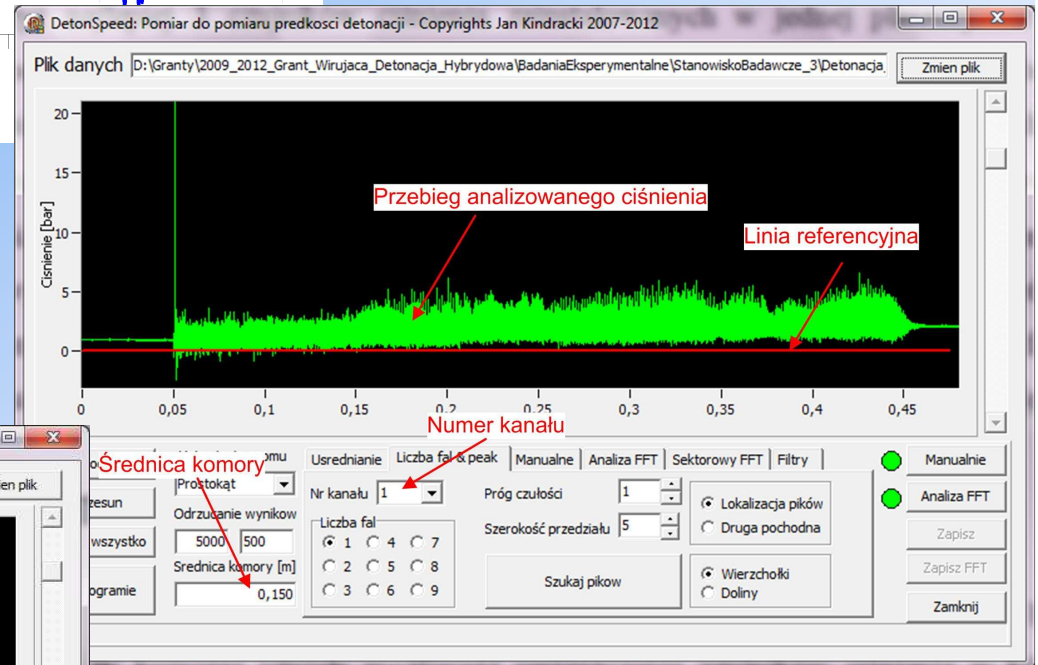 DetonSpeed: Pomiar do pomiaru predkosci detonacji - Copyrights Jan Kindracki 2007-2012
w jednej
Plik danych D:\Granty\2009_2012_Grant_Wirujaca_Detonacja_Hybrydowa\BadaniaEksperymentalne\StanowiskoBadawcze_3\Detonacja_ Zmien plik
20
15
10
5
0
Cisnienie [bar]
Przebieg analizowanego ciśnienia
Linia referencyjna
0 0,05 0,1 0,15 0,2 0,25 0,3 0,35 0,4 0,45
Numer kanału
Średnica komory
plik
Prostokąt
Odrzucanie wynikow
5000 500
wszystko
Srednica komory [m]
0,150
Usrednianie Liczba fal & peak Manualne Analiza FFT Sektorowy FFT Filtry
Nr kanału 1
Liczba fal
1 4 7
2 5 8
3 6 9
Próg czułości 1
Szerokość przedziału 5
Szukaj pikow
Lokalizacja pików
Druga pochodna
Wierzchołki
Doliny
Manualnie
Analiza FFT
Zapisz
Zapisz FFT
Zamknij